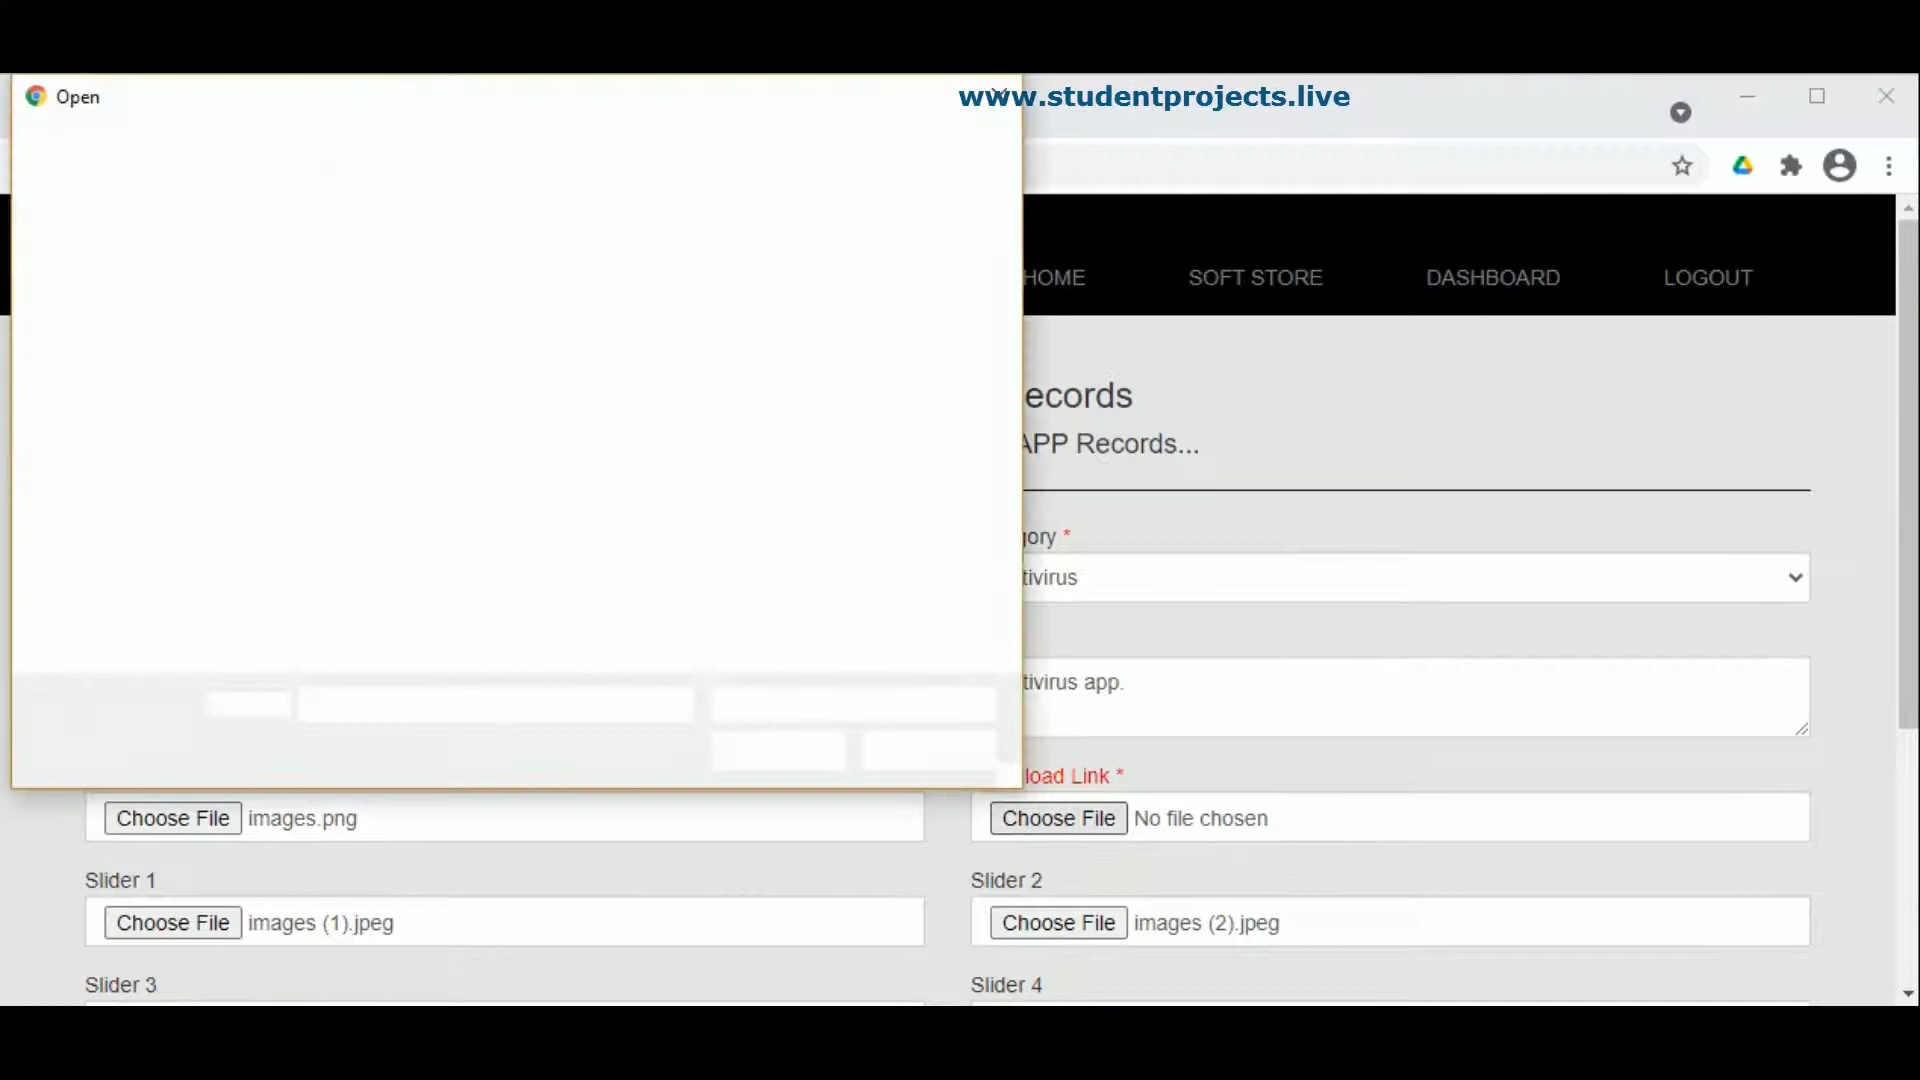 Open
www.studentprojects.live
HOME SOFT STORE DASHBOARD LOGOUT
ecords
APP Records...
gory *
tivirus
tivirus app.
load Link *
Choose File images.png
Choose File No file chosen
Slider 1
Slider 2
Choose File images (1).jpeg
Choose File images (2).jpeg
Slider 3
Slider 4